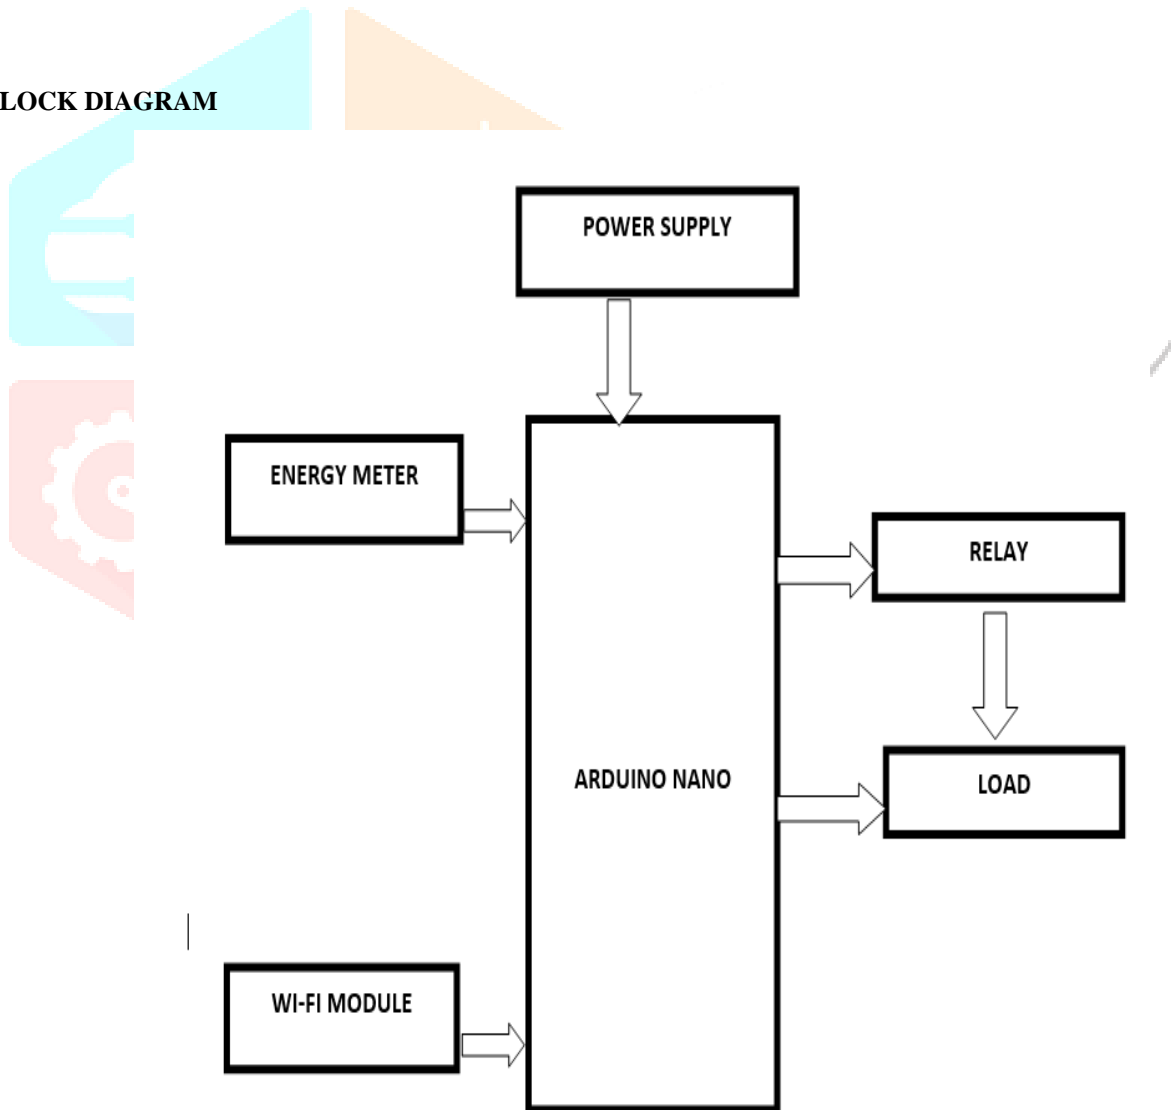 LOCK DIAGRAM
POWER SUPPLY
ENERGY METER
RELAY
ARDUINO NANO
LOAD
WI-FI MODULE